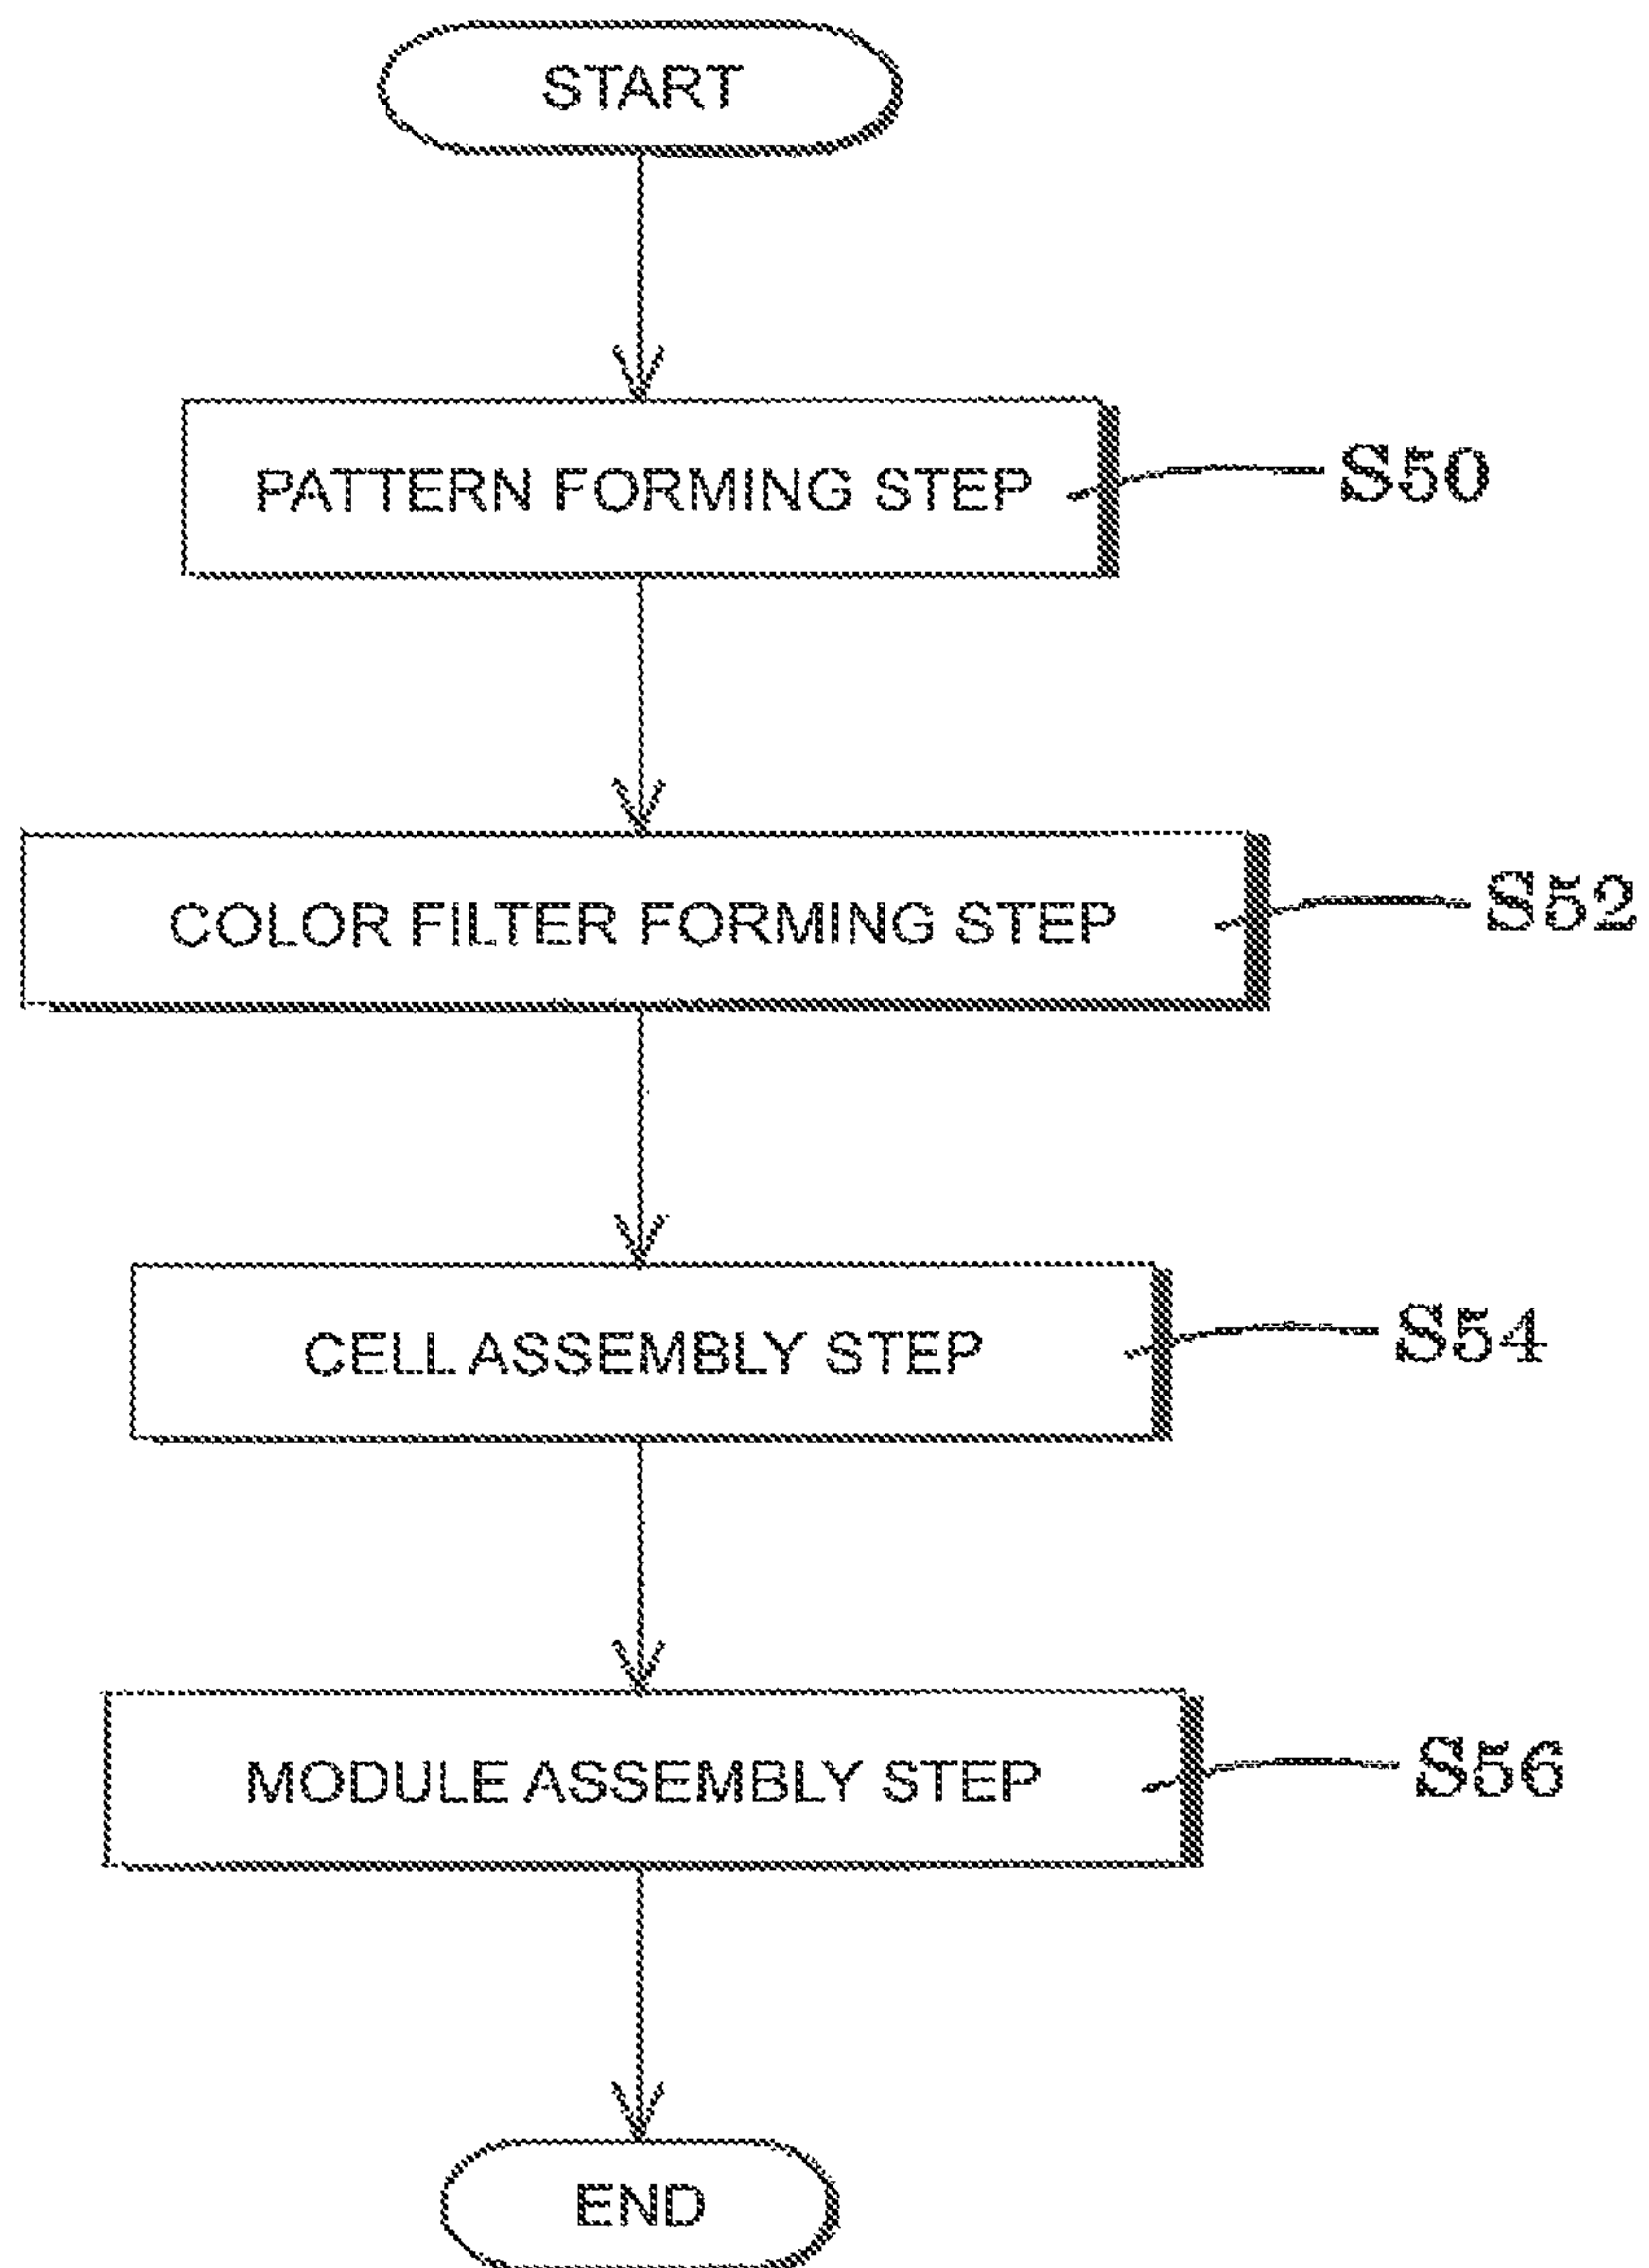 START
PATTERN FORMING STEP
S50
COLOR FILTER FORMING STEP
S52
CELL ASSEMBLY STEP
S54
MODULE ASSEMBLY STEP
S56
END